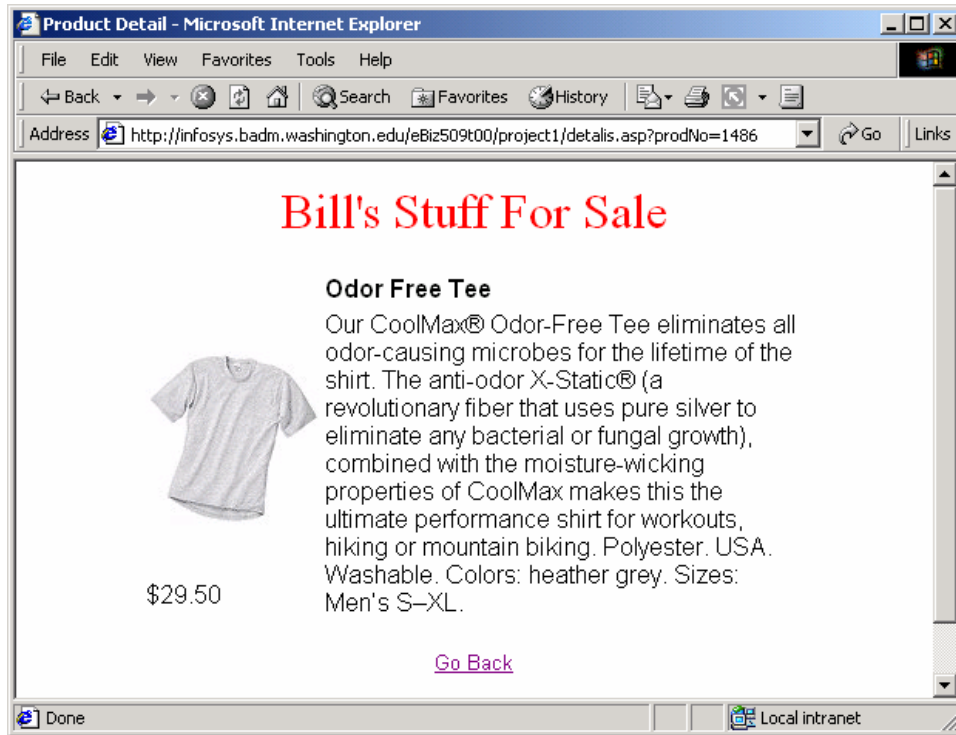 Product Detail - Microsoft Internet Explorer
File Edit View Favorites Tools Help
Back Search Favorites History
Address http://infosys.badm.washington.edu/eBiz509t00/project1/detalis.asp?prodNo=1486 Go Links
Bill's Stuff For Sale
Odor Free Tee
Our CoolMax® Odor-Free Tee eliminates all
odor-causing microbes for the lifetime of the
shirt. The anti-odor X-Static® (a
revolutionary fiber that uses pure silver to
eliminate any bacterial or fungal growth),
combined with the moisture-wicking
properties of CoolMax makes this the
ultimate performance shirt for workouts,
hiking or mountain biking. Polyester. USA.
Washable. Colors: heather grey. Sizes:
Men's S–XL.
$29.50
Go Back
Done Local intranet